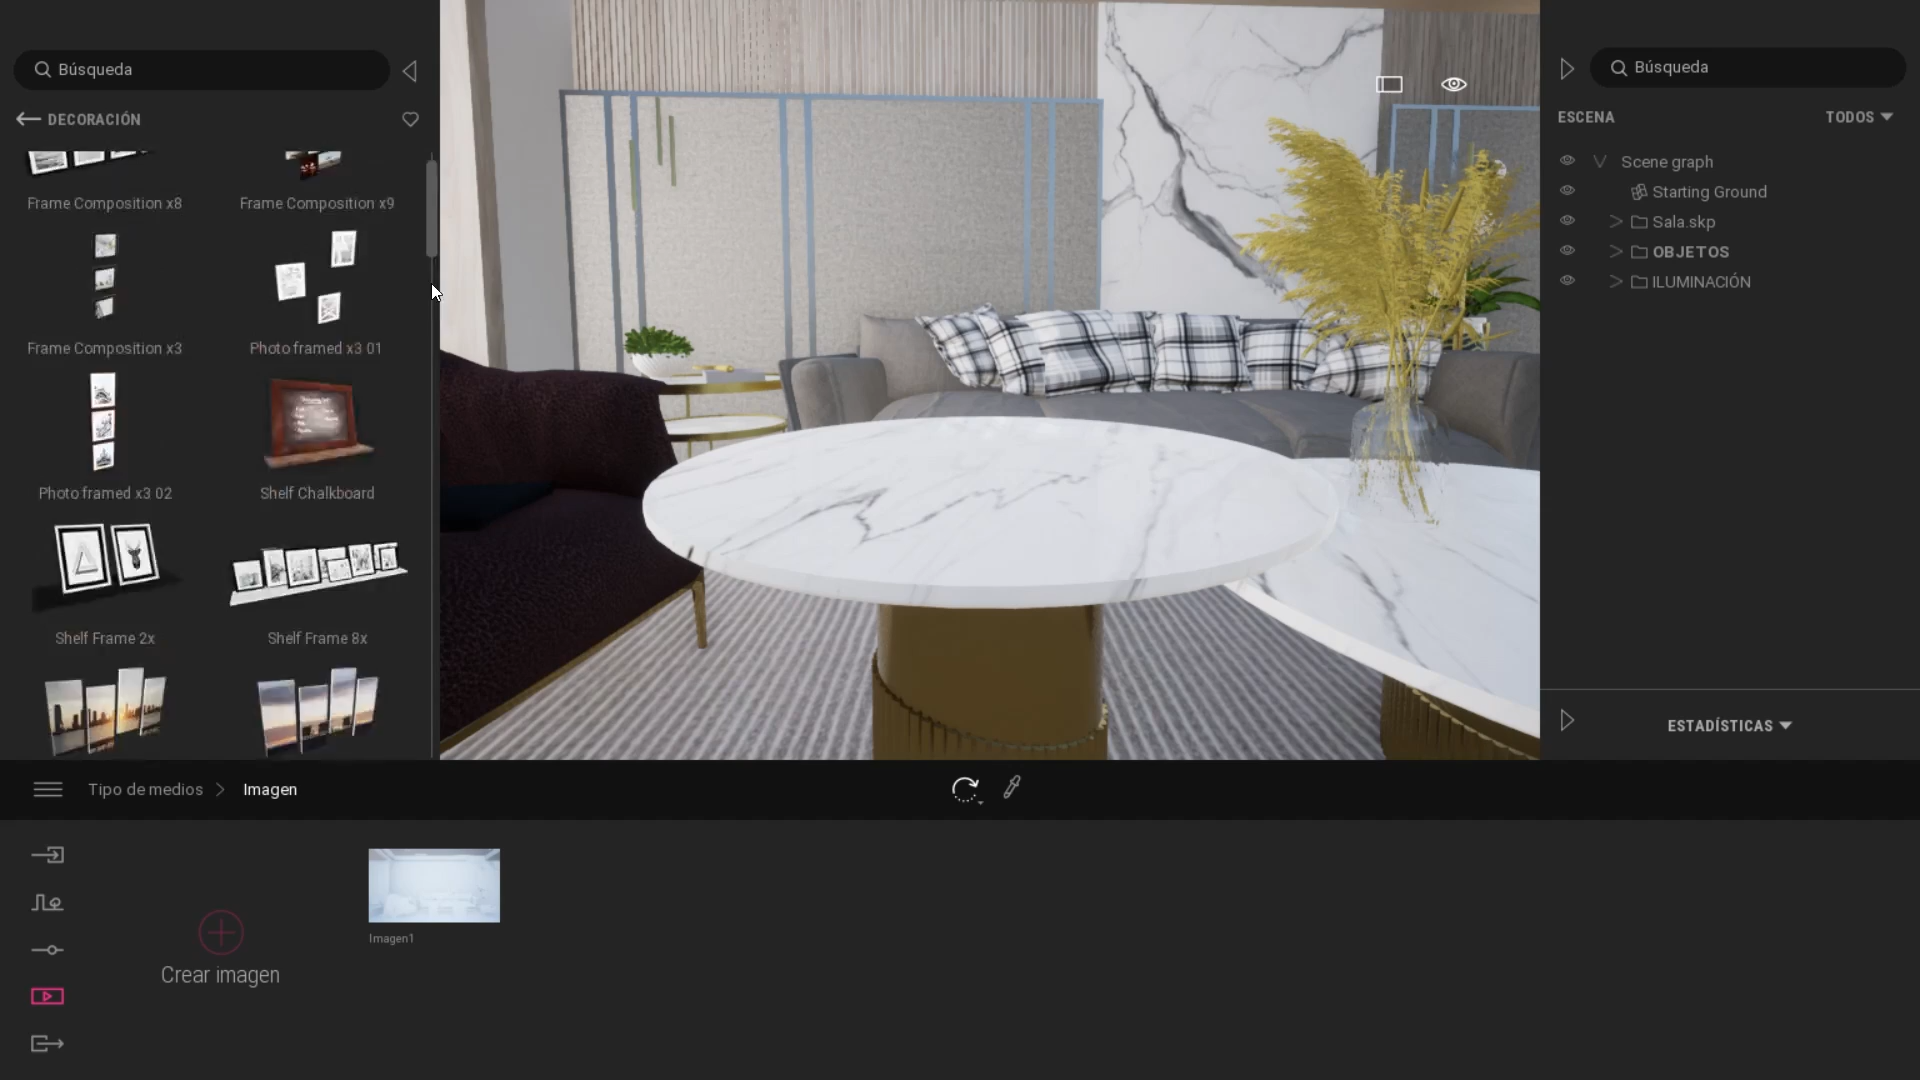 Búsqueda
DECORACIÓN
Frame Composition x8
Frame Composition x9
Frame Composition x3
Photo framed x3 01
Photo framed x3 02
Shelf Chalkboard
Shelf Frame 2x
Shelf Frame 8x
Búsqueda
ESCENA
TODOS
Scene graph
Starting Ground
Sala.skp
OBJETOS
ILUMINACIÓN
ESTADÍSTICAS
Tipo de medios
Imagen
Crear imagen
Imagen1